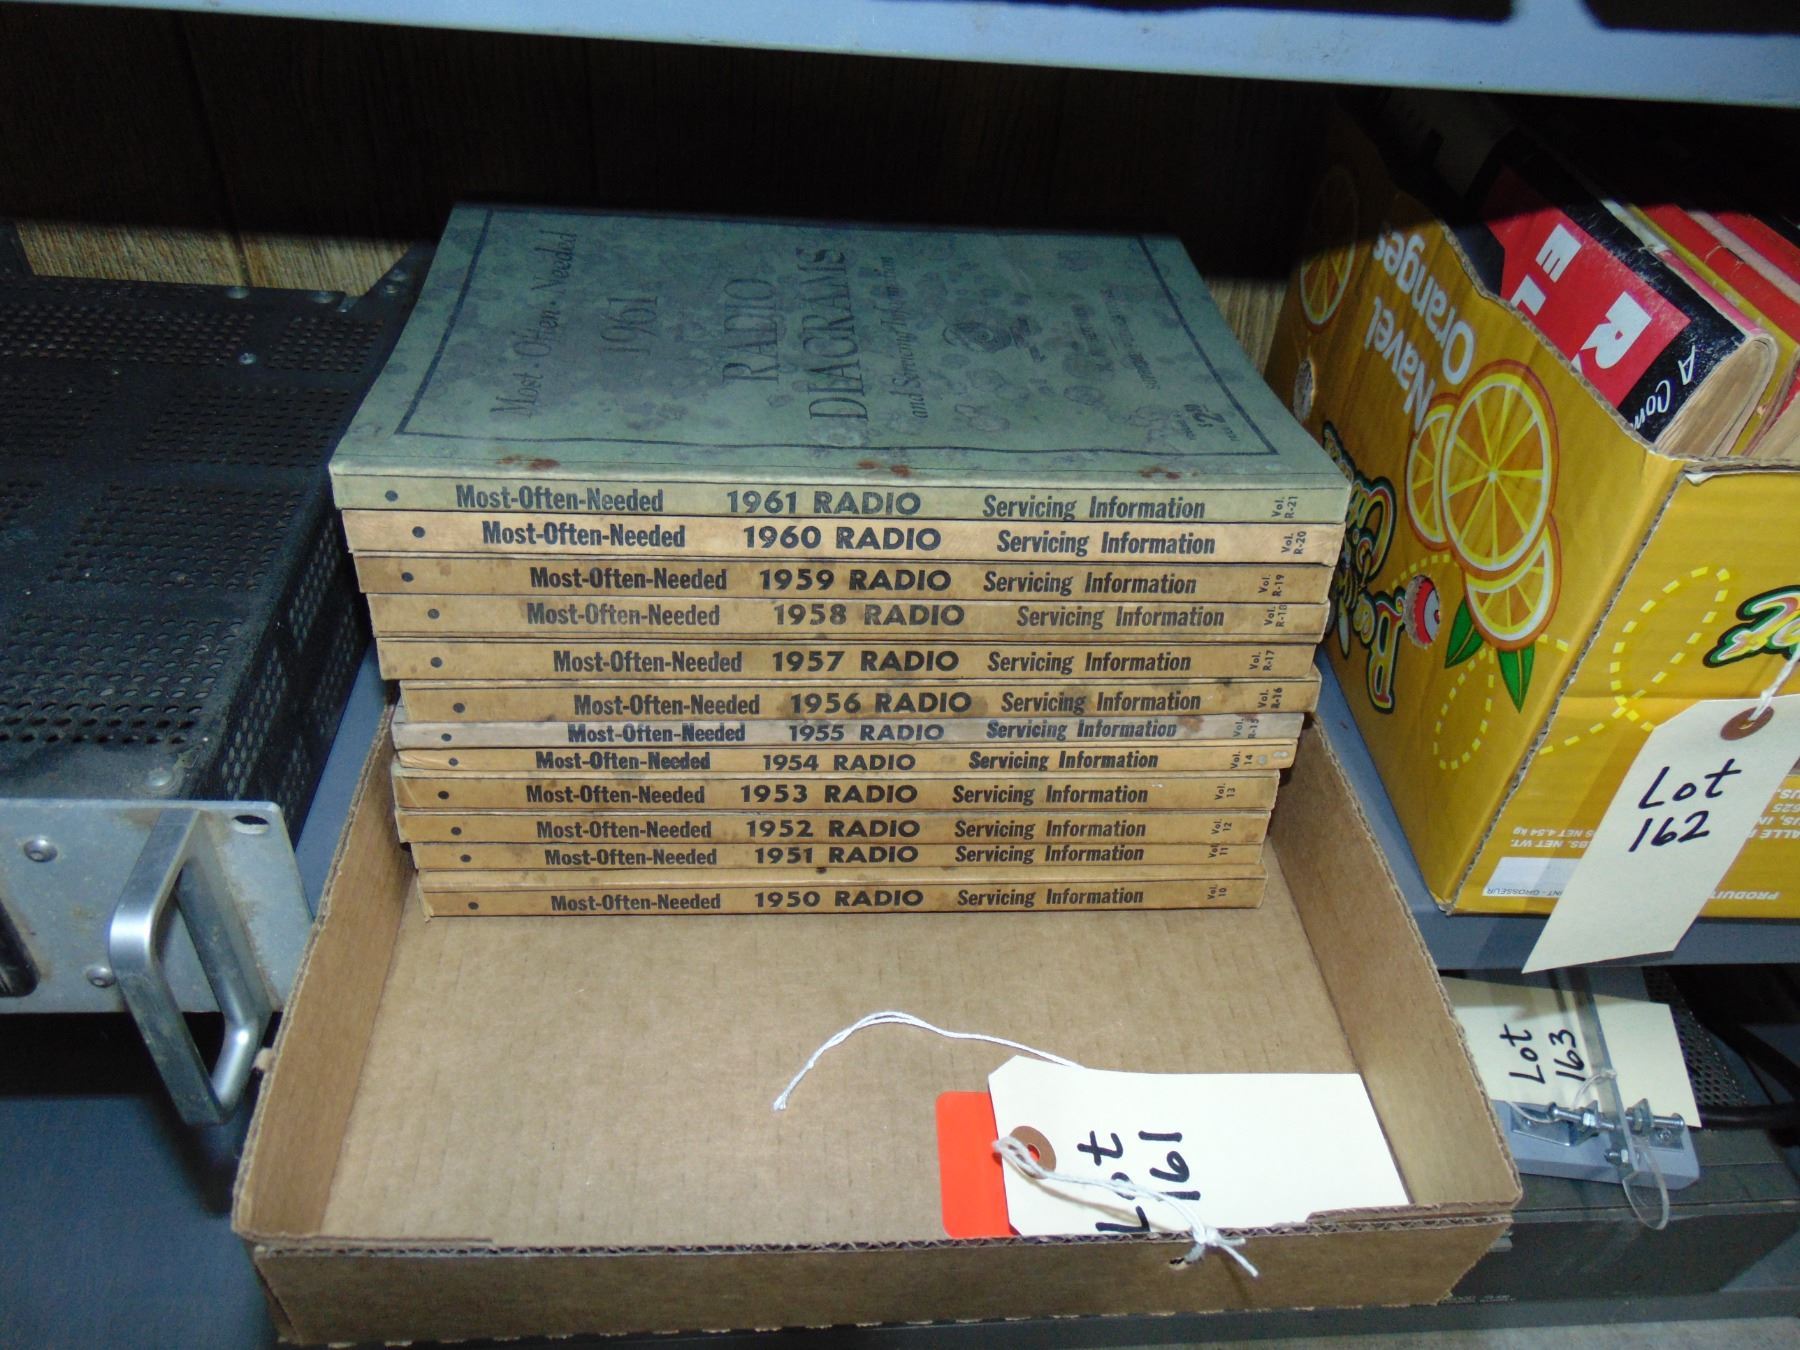 Most-Often-Needed
1961
RADIO
DIAGRAMS
and Servicing Information
Most-Often-Needed 1961 RADIO Servicing Information Vol. R-21
Most-Often-Needed 1960 RADIO Servicing Information Vol. R-20
Most-Often-Needed 1959 RADIO Servicing Information Vol. R-19
Most-Often-Needed 1958 RADIO Servicing Information Vol. R-18
Most-Often-Needed 1957 RADIO Servicing Information Vol. R-17
Most-Often-Needed 1956 RADIO Servicing Information Vol. R-16
Most-Often-Needed 1955 RADIO Servicing Information Vol. R-15
Most-Often-Needed 1954 RADIO Servicing Information Vol. 14
Most-Often-Needed 1953 RADIO Servicing Information Vol. 13
Most-Often-Needed 1952 RADIO Servicing Information Vol. 12
Most-Often-Needed 1951 RADIO Servicing Information Vol. 11
Most-Often-Needed 1950 RADIO Servicing Information Vol. 10
Lot
161
Navel
Oranges
Lot
162
Lot
163